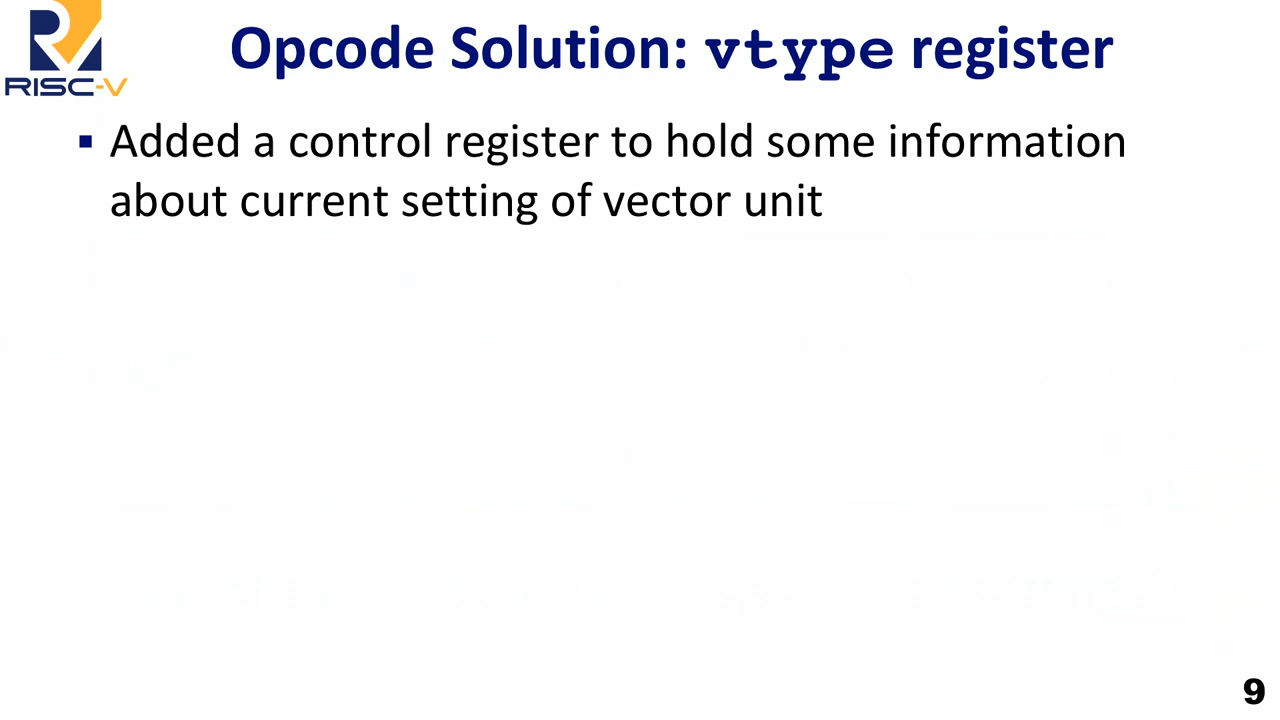 RISC-V
Opcode Solution: vtype register
▪ Added a control register to hold some information
about current setting of vector unit
9